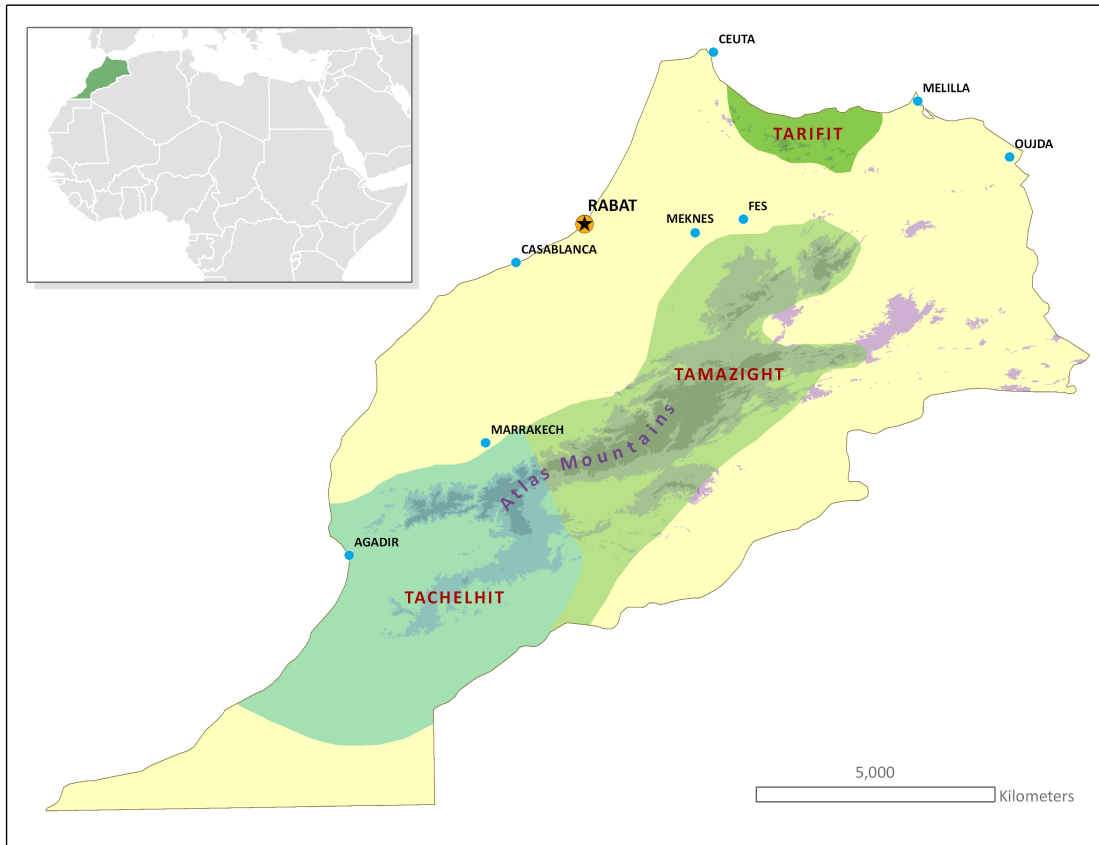 CEUTA
MELILLA
TARIFIT
OUJDA
RABAT
FES
MEKNES
CASABLANCA
TAMAZIGHT
MARRAKECH
Atlas Mountains
AGADIR
TACHELHIT
5,000
Kilometers